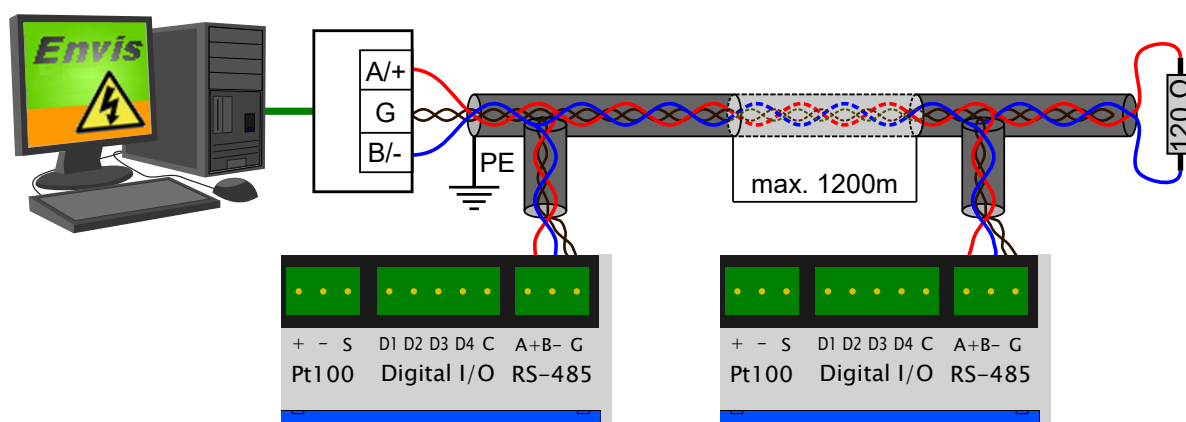 Envis
A/+
G
B/-
PE
max. 1200m
120 Ω
+ - S D1 D2 D3 D4 C A+B- G
Pt100 Digital I/O RS-485
+ - S D1 D2 D3 D4 C A+B- G
Pt100 Digital I/O RS-485